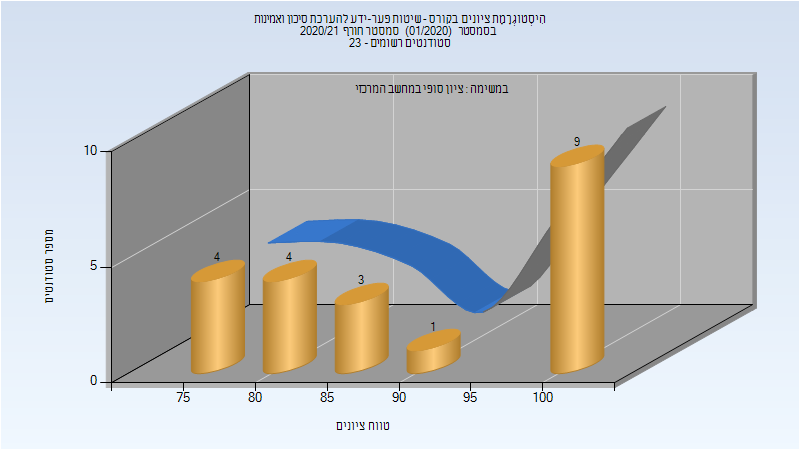 היסטוגרמת ציונים בקורס - שיטות פער-ידע להערכת סיכון ואמינות
בסמסטר (01/2020) סמסטר חורף 2020/21
סטודנטים רשומים - 23
במשימה : ציון סופי במחשב המרכזי
מספר סטודנטים
10
5
0
4
4
3
1
9
75
80
85
90
95
100
טווח ציונים